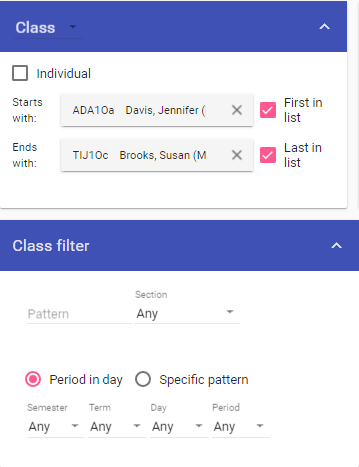 Class
Individual
Starts with:
ADA1Oa Davis, Jennifer (
First in list
Ends with:
TIJ1Oc Brooks, Susan (M
Last in list
Class filter
Pattern
Section
Any
Period in day
Specific pattern
Semester Term Day Period
Any Any Any Any